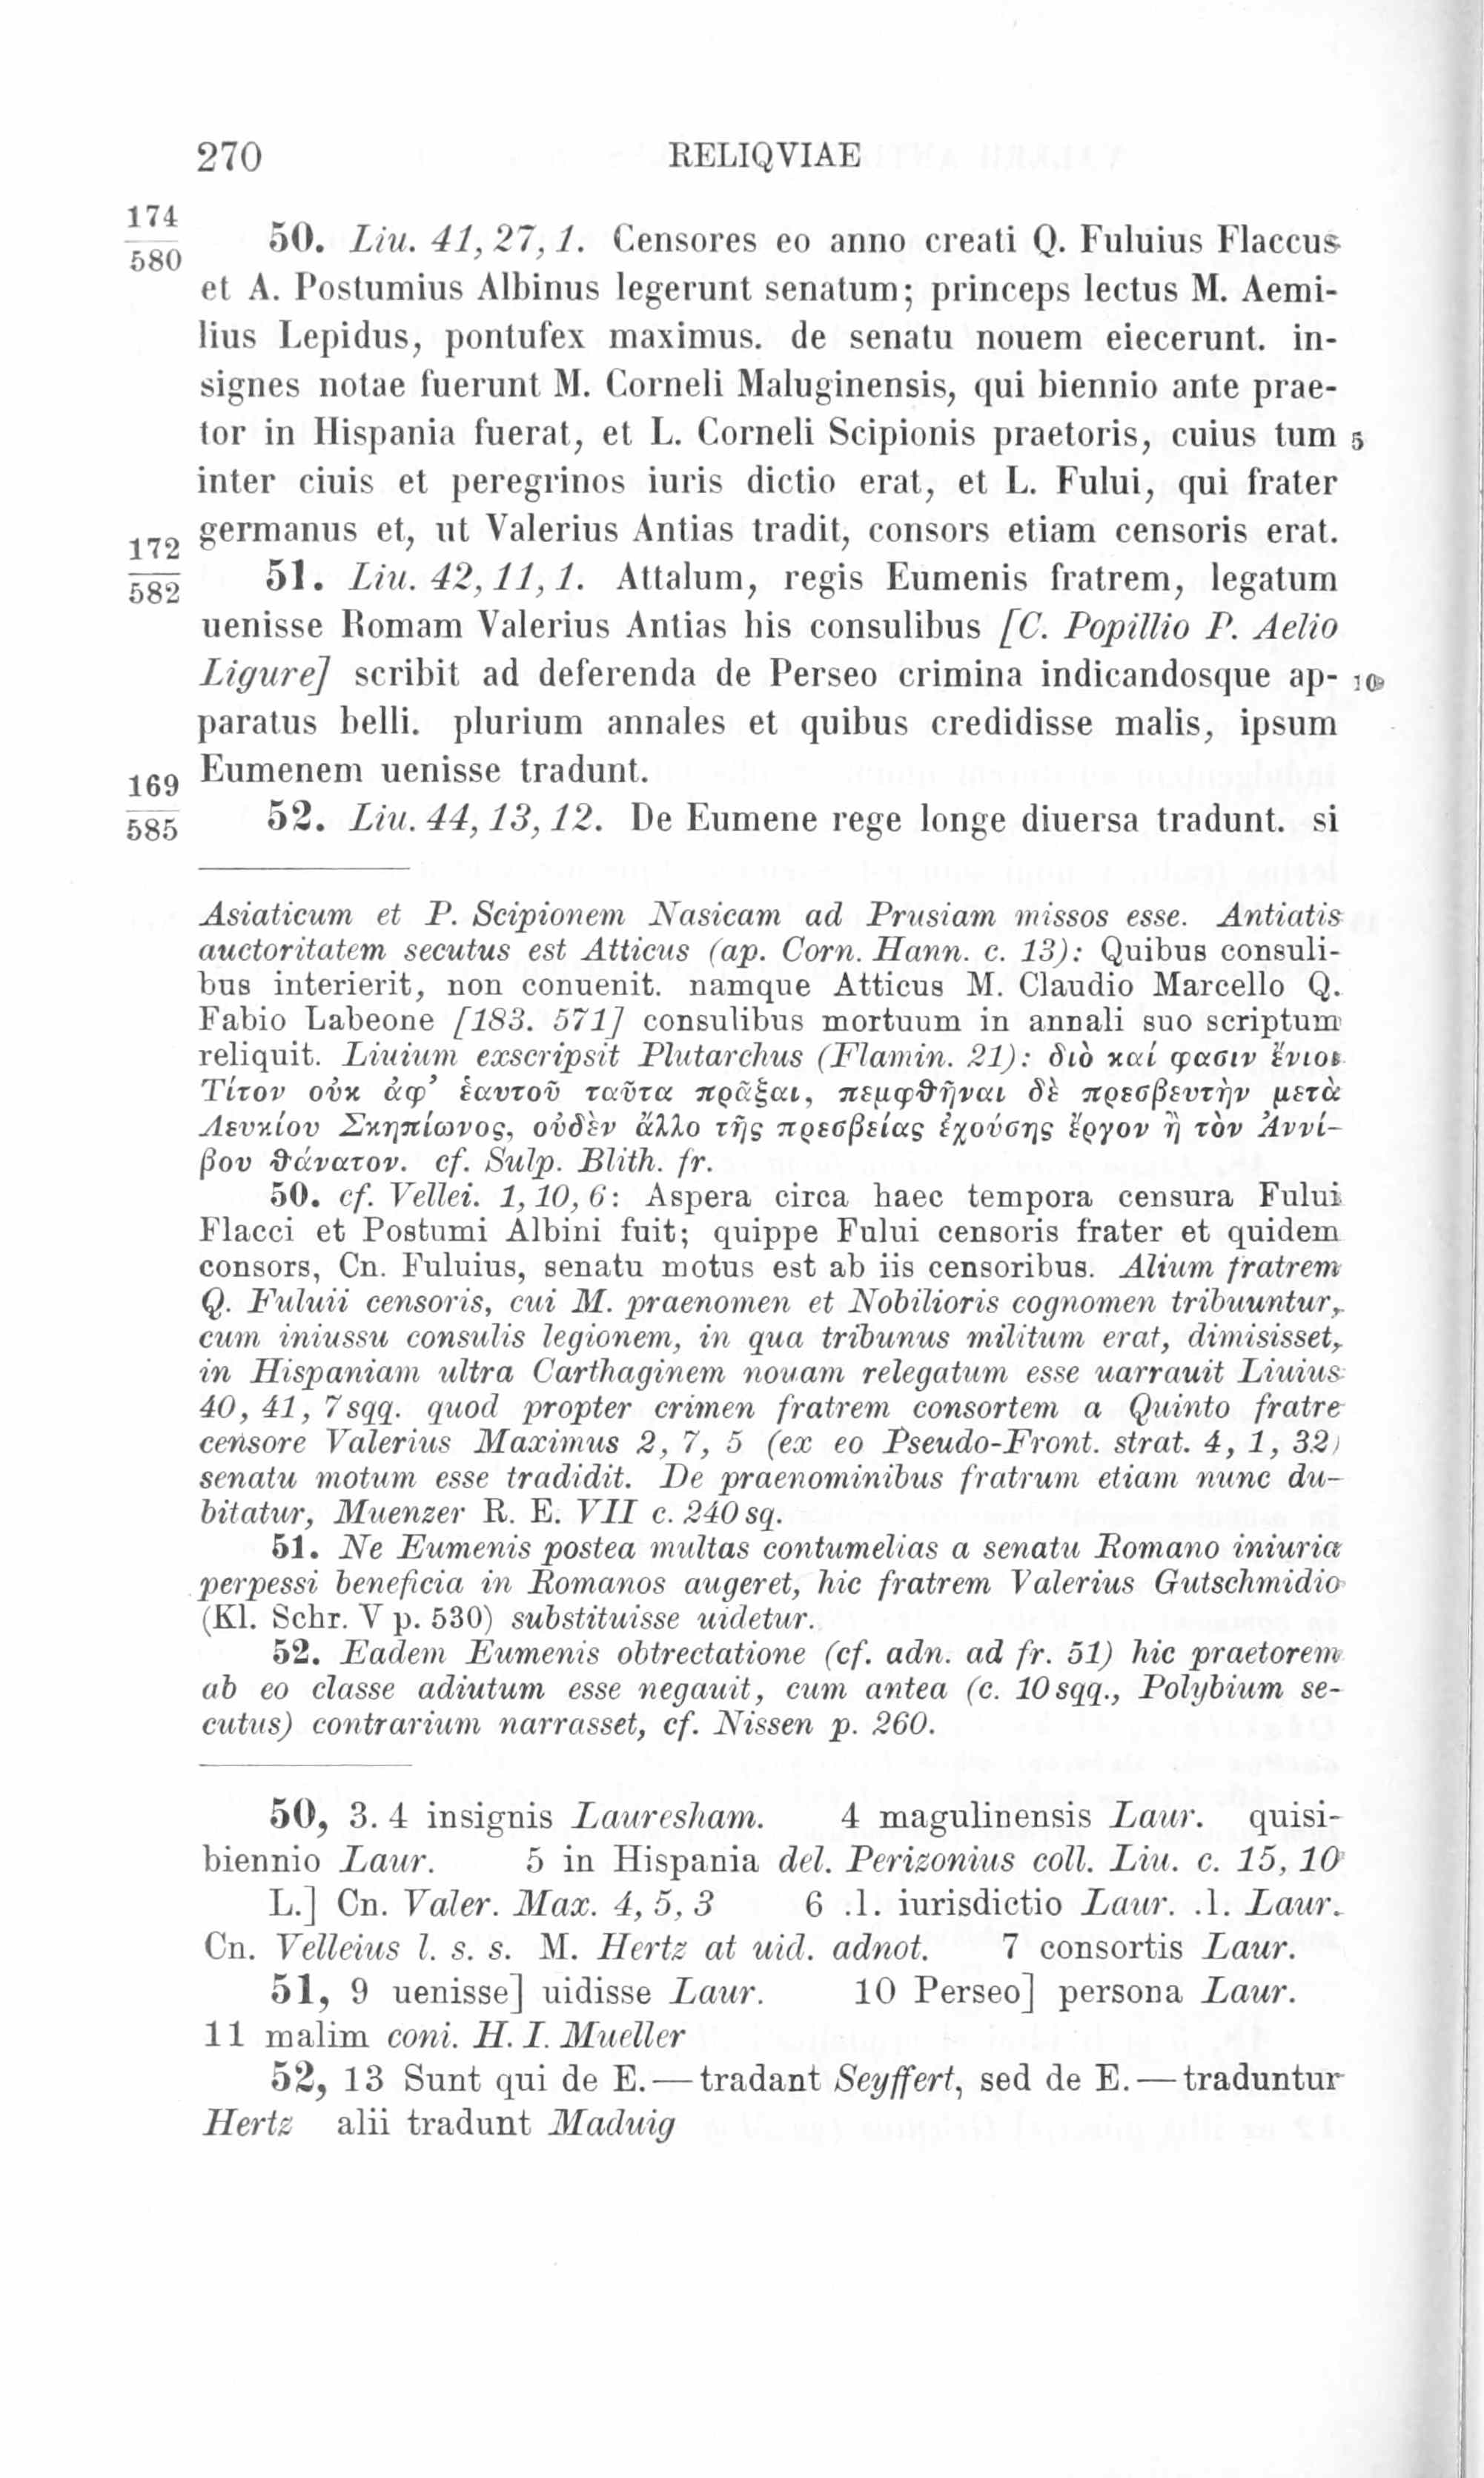 270 RELIQVIAE
174
580
50. Liu. 41, 27, 1. Censores eo anno creati Q. Fuluius Flaccus
et A. Postumius Albinus legerunt senatum; princeps lectus M. Aemi-
lius Lepidus, pontufex maximus. de senatu nouem eiecerunt. in-
signes notae fuerunt M. Corneli Maluginensis, qui biennio ante prae-
tor in Hispania fuerat, et L. Corneli Scipionis praetoris, cuius tum 5
inter ciuis et peregrinos iuris dictio erat, et L. Fului, qui frater
germanus et, ut Valerius Antias tradit, consors etiam censoris erat.
172
582
51. Liu. 42, 11, 1. Attalum, regis Eumenis fratrem, legatum
uenisse Romam Valerius Antias his consulibus [C. Popillio P. Aelio
Ligure] scribit ad deferenda de Perseo crimina indicandosque ap- 10
paratus belli. plurium annales et quibus credidisse malis, ipsum
Eumenem uenisse tradunt.
169
585
52. Liu. 44, 13, 12. De Eumene rege longe diuersa tradunt. si
Asiaticum et P. Scipionem Nasicam ad Prusiam missos esse. Antiatis
auctoritatem secutus est Atticus (ap. Corn. Hann. c. 13): Quibus consuli-
bus interierit, non conuenit. namque Atticus M. Claudio Marcello Q.
Fabio Labeone [183. 571] consulibus mortuum in annali suo scriptum
reliquit. Liuium exscripsit Plutarchus (Flamin. 21): διὸ καί φασιν ἔνιοι
Τίτον οὐκ ἀφ’ ἑαυτοῦ ταῦτα πρᾶξαι, πεμφθῆναι δὲ πρεσβευτὴν μετὰ
Λευκίου Σκηπίωνος, οὐδὲν ἄλλο τῆς πρεσβείας ἐχούσης ἔργον ἢ τὸν Ἀννί-
βου θάνατον. cf. Sulp. Blith. fr.
50. cf. Vellei. 1, 10, 6: Aspera circa haec tempora censura Fului
Flacci et Postumi Albini fuit; quippe Fului censoris frater et quidem
consors, Cn. Fuluius, senatu motus est ab iis censoribus. Alium fratrem
Q. Fuluii censoris, cui M. praenomen et Nobilioris cognomen tribuuntur,
cum iniussu consulis legionem, in qua tribunus militum erat, dimisisset,
in Hispaniam ultra Carthaginem nouam relegatum esse uarrauit Liuius
40, 41, 7 sqq. quod propter crimen fratrem consortem a Quinto fratre
censore Valerius Maximus 2, 7, 5 (ex eo Pseudo-Front. strat. 4, 1, 32)
senatu motum esse tradidit. De praenominibus fratrum etiam nunc du-
bitatur, Muenzer R. E. VII c. 240 sq.
51. Ne Eumenis postea multas contumelias a senatu Romano iniuria
perpessi beneficia in Romanos augeret, hic fratrem Valerius Gutschmidio
(Kl. Schr. V p. 530) substituisse uidetur.
52. Eadem Eumenis obtrectatione (cf. adn. ad fr. 51) hic praetorem
ab eo classe adiutum esse negauit, cum antea (c. 10 sqq., Polybium se-
cutus) contrarium narrasset, cf. Nissen p. 260.
50, 3. 4 insignis Lauresham. 4 magulinensis Laur. quisi-
biennio Laur. 5 in Hispania del. Perizonius coll. Liu. c. 15, 10
L.] Cn. Valer. Max. 4, 5, 3 6 .l. iurisdictio Laur. .l. Laur.
Cn. Velleius l. s. s. M. Hertz at uid. adnot. 7 consortis Laur.
51, 9 uenisse] uidisse Laur. 10 Perseo] persona Laur.
11 malim coni. H. I. Mueller
52, 13 Sunt qui de E. — tradant Seyffert, sed de E. — traduntur
Hertz alii tradunt Maduig